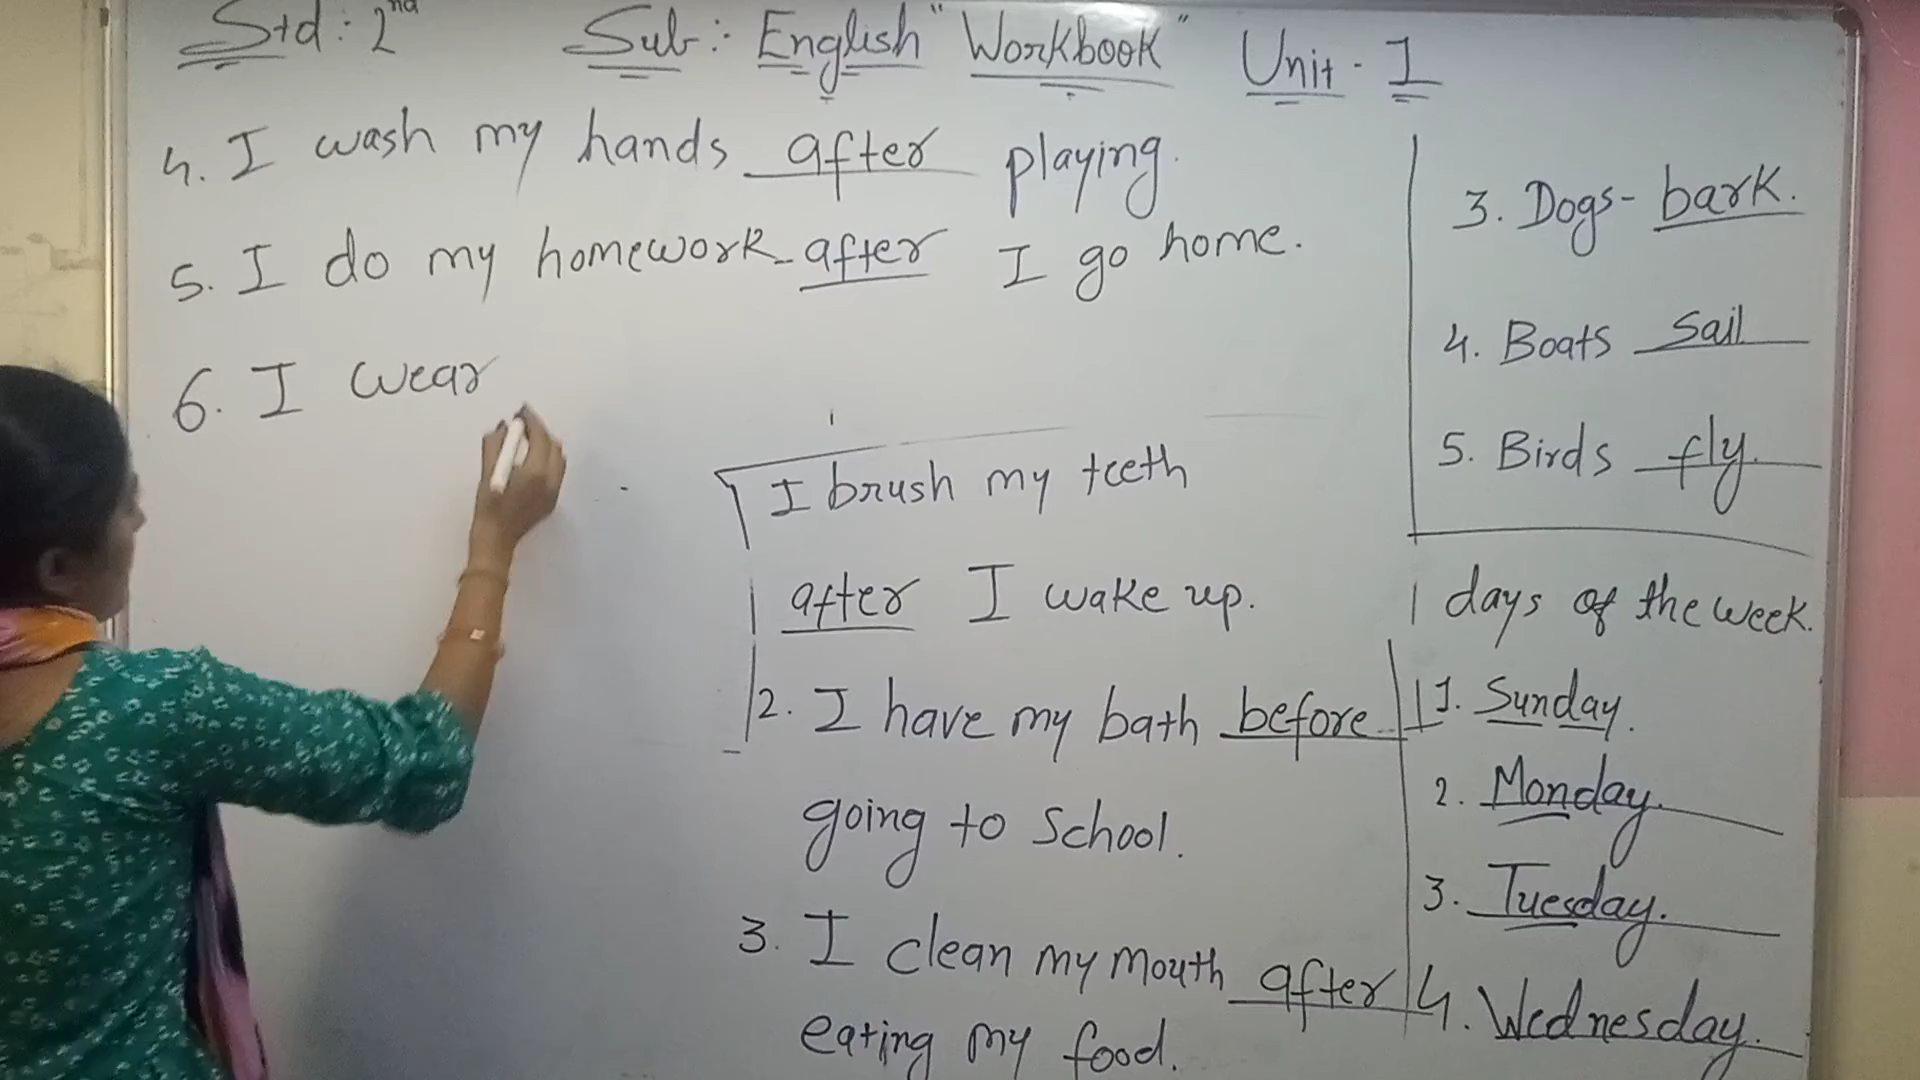 Std : 2nd Sub :- English "Workbook" Unit - 1
4. I wash my hands after playing.
5. I do my homework after I go home.
6. I wear
I brush my teeth
after I wake up.
2. I have my bath before
going to school.
3. I clean my mouth after
eating my food.
3. Dogs - bark.
4. Boats sail
5. Birds fly.
days of the week.
1. Sunday.
2. Monday.
3. Tuesday.
4. Wednesday.